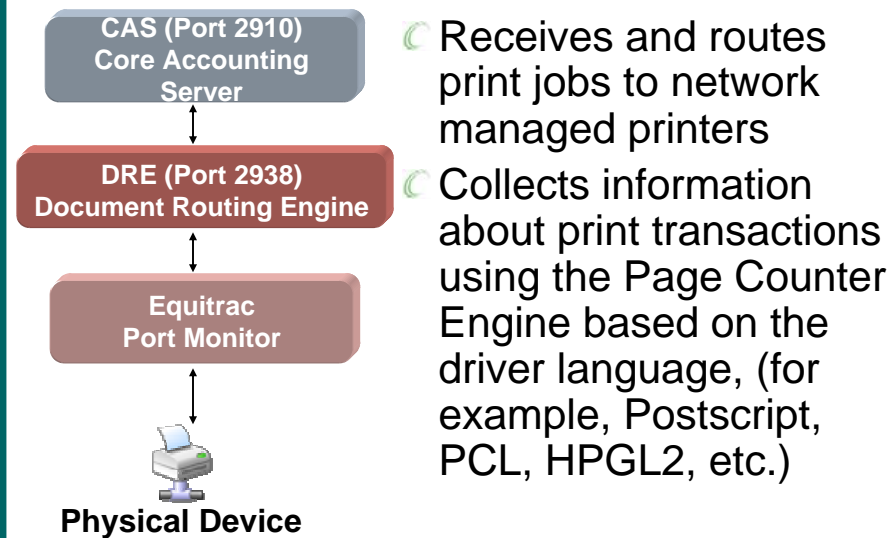 CAS (Port 2910)
Core Accounting
Server
DRE (Port 2938)
Document Routing Engine
Equitrac
Port Monitor
Physical Device
Receives and routes
print jobs to network
managed printers
Collects information
about print transactions
using the Page Counter
Engine based on the
driver language, (for
example, Postscript,
PCL, HPGL2, etc.)